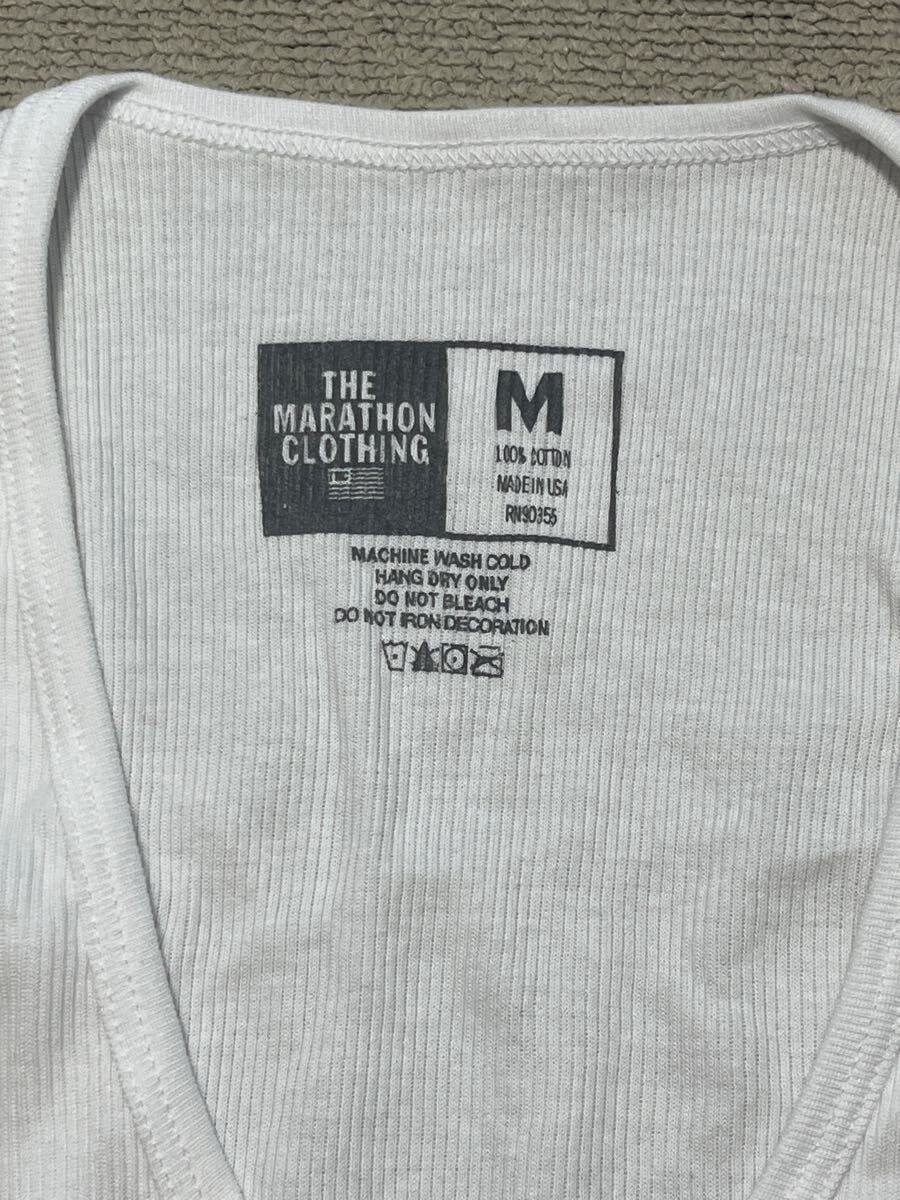 THE
MARATHON
CLOTHING
M
100% COTTON
MADE IN USA
RN90355
MACHINE WASH COLD
HANG DRY ONLY
DO NOT BLEACH
DO NOT IRON DECORATION